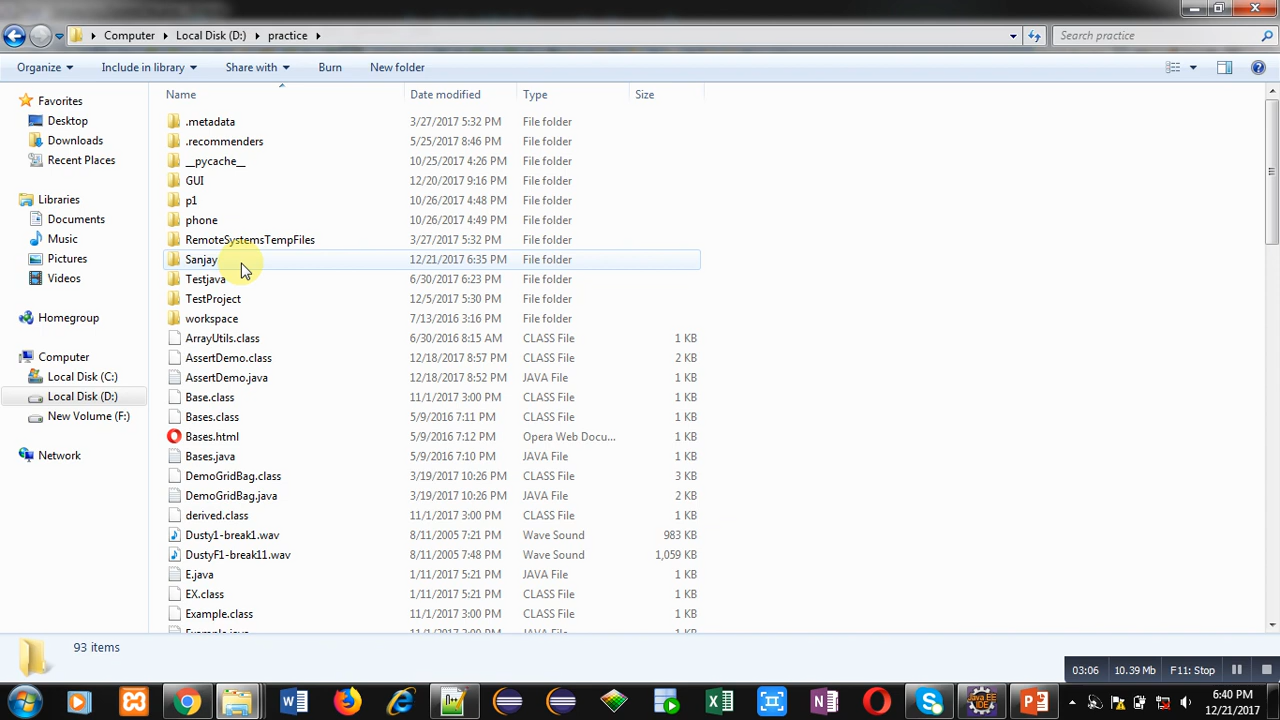 Computer Local Disk (D:) practice Search practice
Organize Include in library Share with Burn New folder
Favorites
Desktop
Downloads
Recent Places
Libraries
Documents
Music
Pictures
Videos
Homegroup
Computer
Local Disk (C:)
Local Disk (D:)
New Volume (F:)
Network
Name Date modified Type Size
.metadata 3/27/2017 5:32 PM File folder
.recommenders 5/25/2017 8:46 PM File folder
__pycache__ 10/25/2017 4:26 PM File folder
GUI 12/20/2017 9:16 PM File folder
p1 10/26/2017 4:48 PM File folder
phone 10/26/2017 4:49 PM File folder
RemoteSystemsTempFiles 3/27/2017 5:32 PM File folder
Sanjay 12/21/2017 6:35 PM File folder
Testjava 6/30/2017 6:23 PM File folder
TestProject 12/5/2017 5:30 PM File folder
workspace 7/13/2016 3:16 PM File folder
ArrayUtils.class 6/30/2016 8:15 AM CLASS File 1 KB
AssertDemo.class 12/18/2017 8:57 PM CLASS File 2 KB
AssertDemo.java 12/18/2017 8:52 PM JAVA File 1 KB
Base.class 11/1/2017 3:00 PM CLASS File 1 KB
Bases.class 5/9/2016 7:11 PM CLASS File 1 KB
Bases.html 5/9/2016 7:12 PM Opera Web Docu... 1 KB
Bases.java 5/9/2016 7:10 PM JAVA File 1 KB
DemoGridBag.class 3/19/2017 10:26 PM CLASS File 3 KB
DemoGridBag.java 3/19/2017 10:26 PM JAVA File 2 KB
derived.class 11/1/2017 3:00 PM CLASS File 1 KB
Dusty1-break1.wav 8/11/2005 7:21 PM Wave Sound 983 KB
DustyF1-break11.wav 8/11/2005 7:48 PM Wave Sound 1,059 KB
E.java 1/11/2017 5:21 PM JAVA File 1 KB
EX.class 1/11/2017 5:21 PM CLASS File 1 KB
Example.class 11/1/2017 3:00 PM CLASS File 1 KB
Example.java 11/1/2017 3:00 PM JAVA File 1 KB
93 items
03:06 10.39 Mb F11: Stop
6:40 PM
12/21/2017